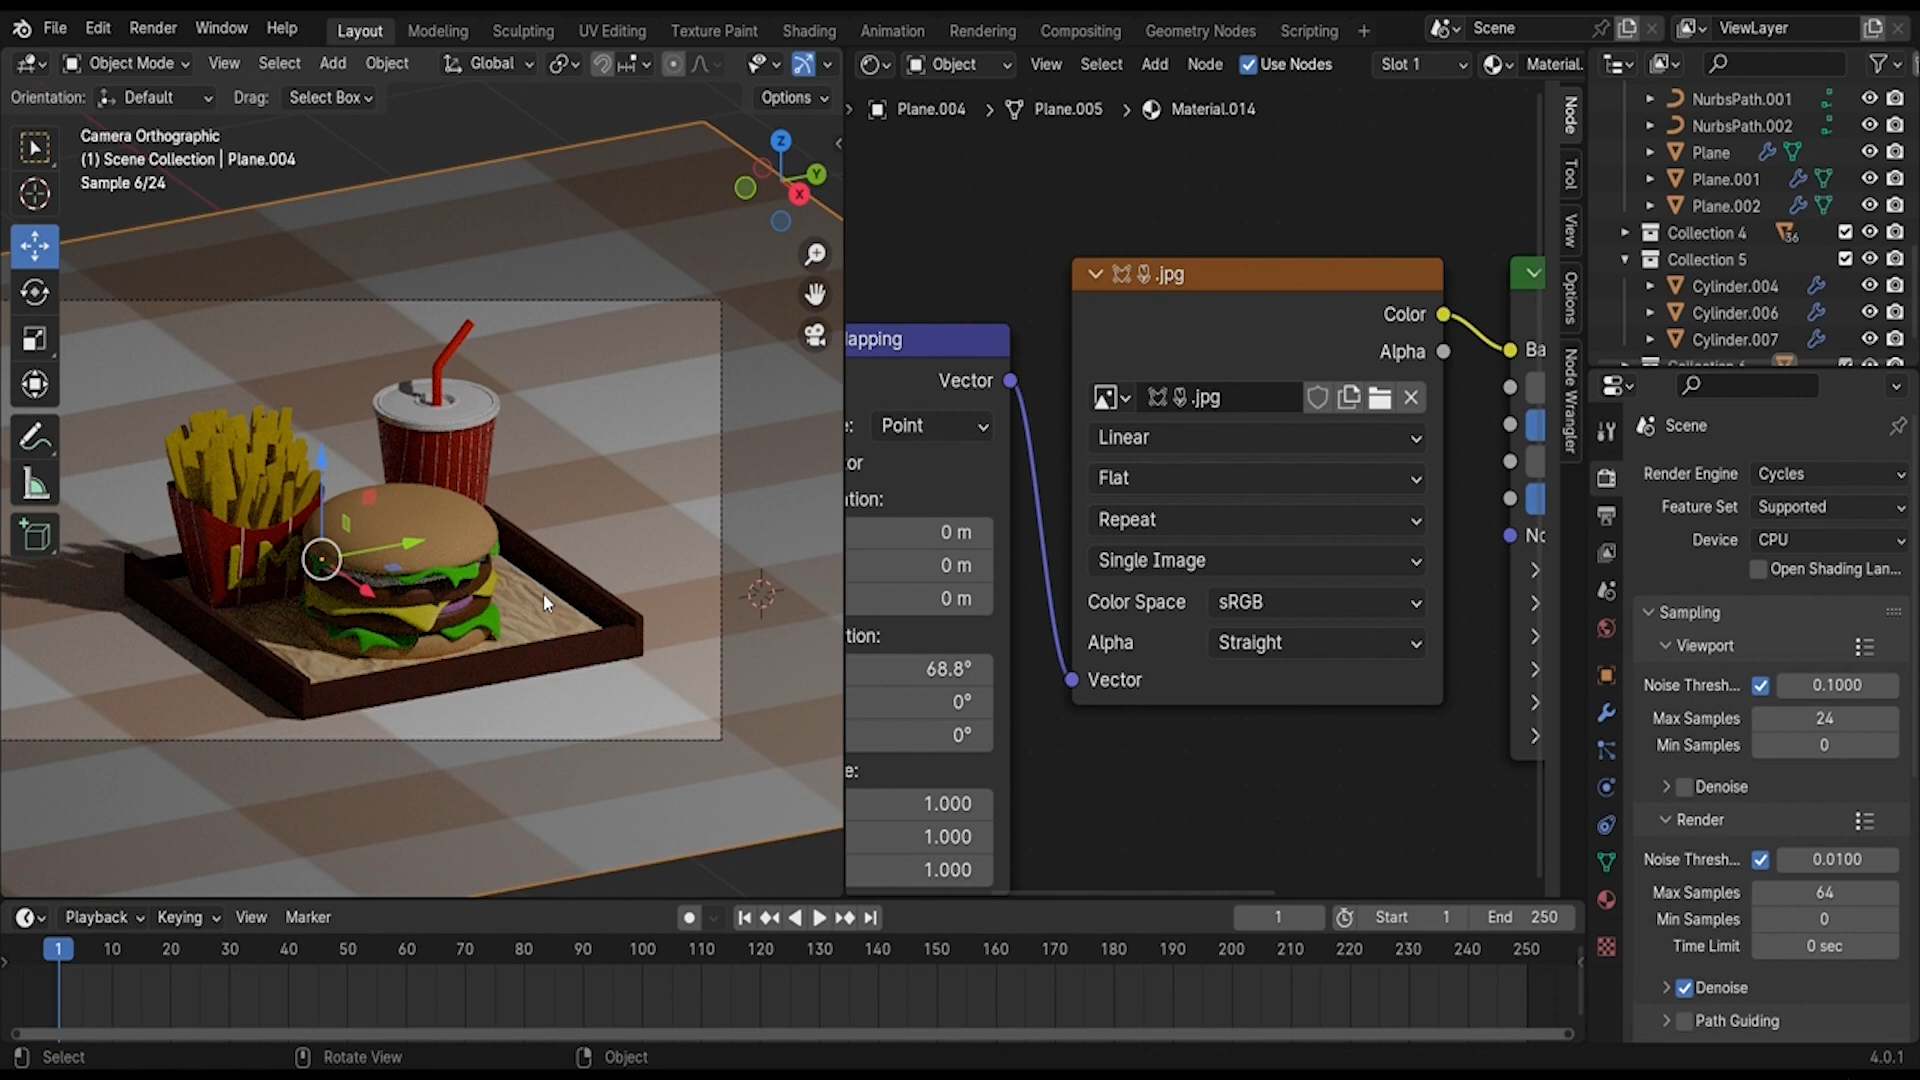 File Edit Render Window Help Layout Modeling Sculpting UV Editing Texture Paint Shading Animation Rendering Compositing Geometry Nodes Scripting + Scene ViewLayer
Object Mode View Select Add Object Global
Object View Select Add Node Use Nodes Slot 1 Material.
Orientation: Default Drag: Select Box Options
Camera Orthographic
(1) Scene Collection | Plane.004
Sample 6/24
Z
Y
X
LM
Plane.004 > Plane.005 > Material.014
apping
Vector
Point
0 m
0 m
0 m
68.8°
0°
0°
1.000
1.000
1.000
.jpg
Color
Alpha
.jpg
Linear
Flat
Repeat
Single Image
Color Space sRGB
Alpha Straight
Vector
Ba
Node
Tool
View
Options
Node Wrangler
NurbsPath.001
NurbsPath.002
Plane
Plane.001
Plane.002
Collection 4 36
Collection 5
Cylinder.004
Cylinder.006
Cylinder.007
Scene
Render Engine Cycles
Feature Set Supported
Device CPU
Open Shading Lan...
Sampling
Viewport
Noise Thresh... 0.1000
Max Samples 24
Min Samples 0
Denoise
Render
Noise Thresh... 0.0100
Max Samples 64
Min Samples 0
Time Limit 0 sec
Denoise
Path Guiding
Playback Keying View Marker 1 Start 1 End 250
1 10 20 30 40 50 60 70 80 90 100 110 120 130 140 150 160 170 180 190 200 210 220 230 240 250
Select Rotate View Object 4.0.1